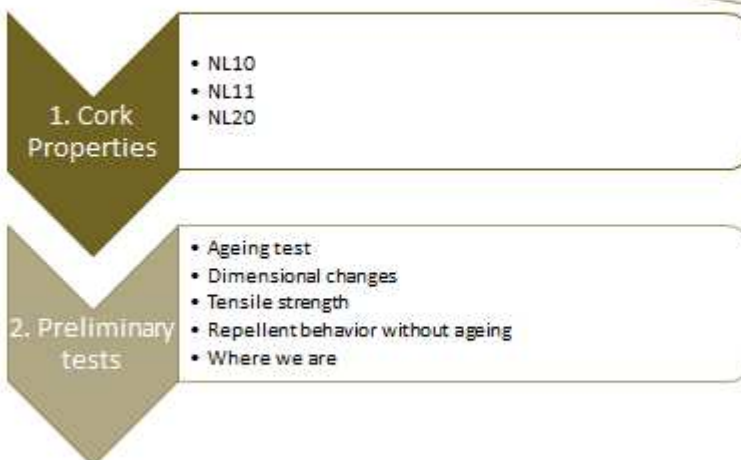 1. Cork
Properties
• NL10
• NL11
• NL20
2. Preliminary
tests
• Ageing test
• Dimensional changes
• Tensile strength
• Repellent behavior without ageing
• Where we are